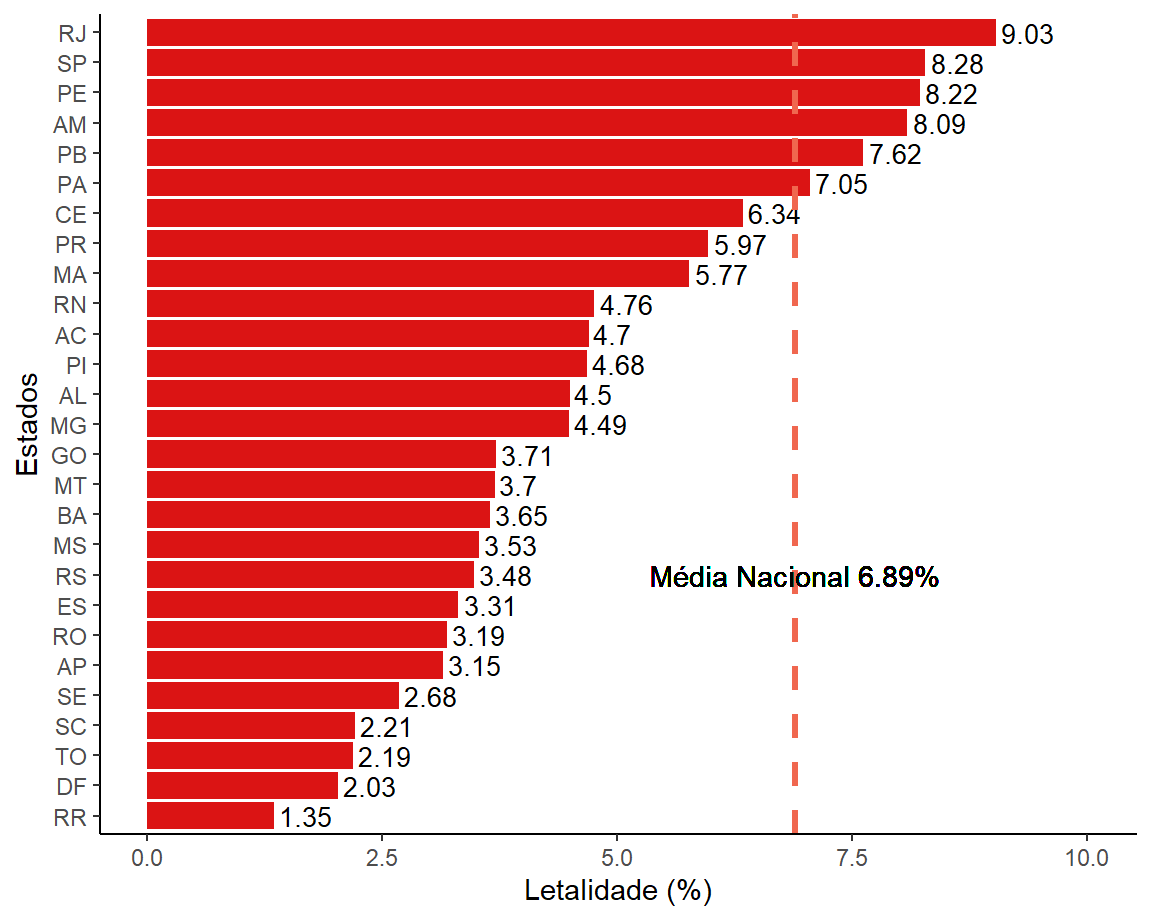 RJ 9.03
SP 8.28
PE 8.22
AM 8.09
PB 7.62
PA 7.05
CE 6.34
PR 5.97
MA 5.77
RN 4.76
AC 4.7
PI 4.68
AL 4.5
MG 4.49
GO 3.71
MT 3.7
BA 3.65
MS 3.53
RS 3.48
Média Nacional 6.89%
ES 3.31
RO 3.19
AP 3.15
SE 2.68
SC 2.21
TO 2.19
DF 2.03
RR 1.35
Estados
0.0 2.5 5.0 7.5 10.0
Letalidade (%)